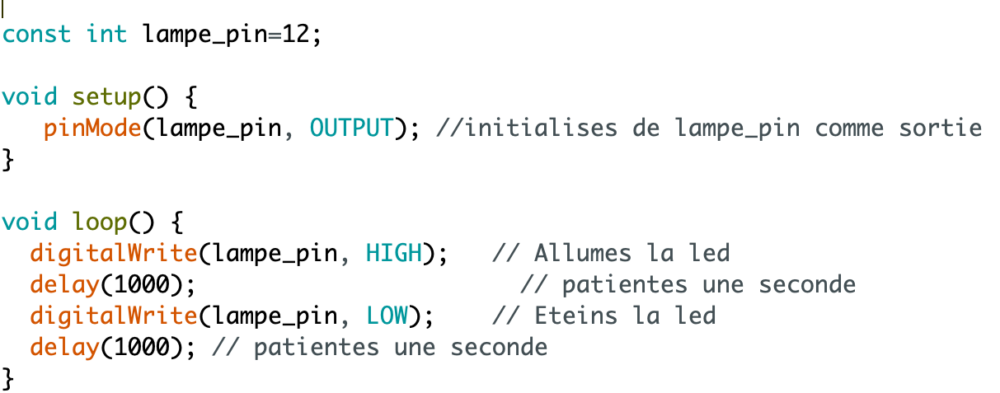 const int lampe_pin=12;
void setup() {
pinMode(lampe_pin, OUTPUT); //initialises de lampe_pin comme sortie
}
void loop() {
digitalWrite(lampe_pin, HIGH); // Allumes la led
delay(1000); // patientes une seconde
digitalWrite(lampe_pin, LOW); // Eteins la led
delay(1000); // patientes une seconde
}